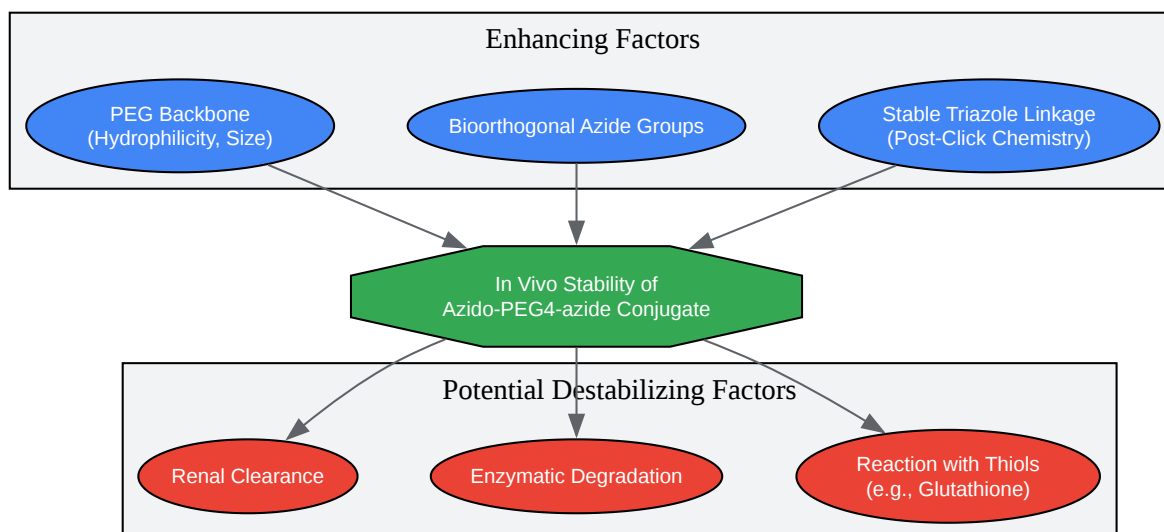 Enhancing Factors
PEG Backbone
(Hydrophilicity, Size)
Bioorthogonal Azide Groups
Stable Triazole Linkage
(Post-Click Chemistry)
In Vivo Stability of
Azido-PEG4-azide Conjugate
Potential Destabilizing Factors
Renal Clearance
Enzymatic Degradation
Reaction with Thiols
(e.g., Glutathione)